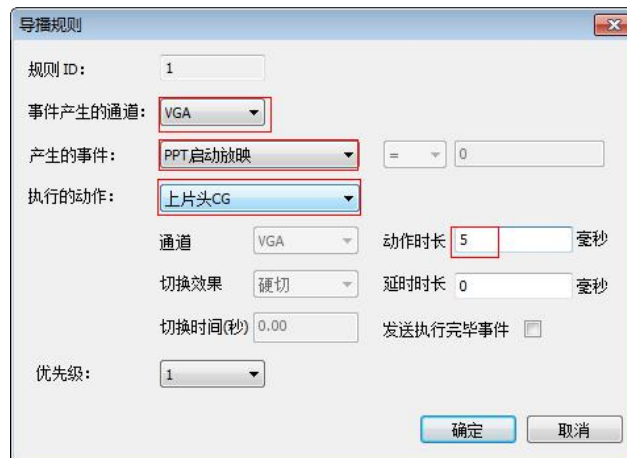 导播规则
规则 ID: 1
事件产生的通道: VGA
产生的事件: PPT启动放映 = 0
执行的动作: 上片头CG
通道 VGA 动作时长 5 毫秒
切换效果 硬切 延时时长 0 毫秒
切换时间(秒) 0.00 发送执行完毕事件
优先级: 1
确定 取消